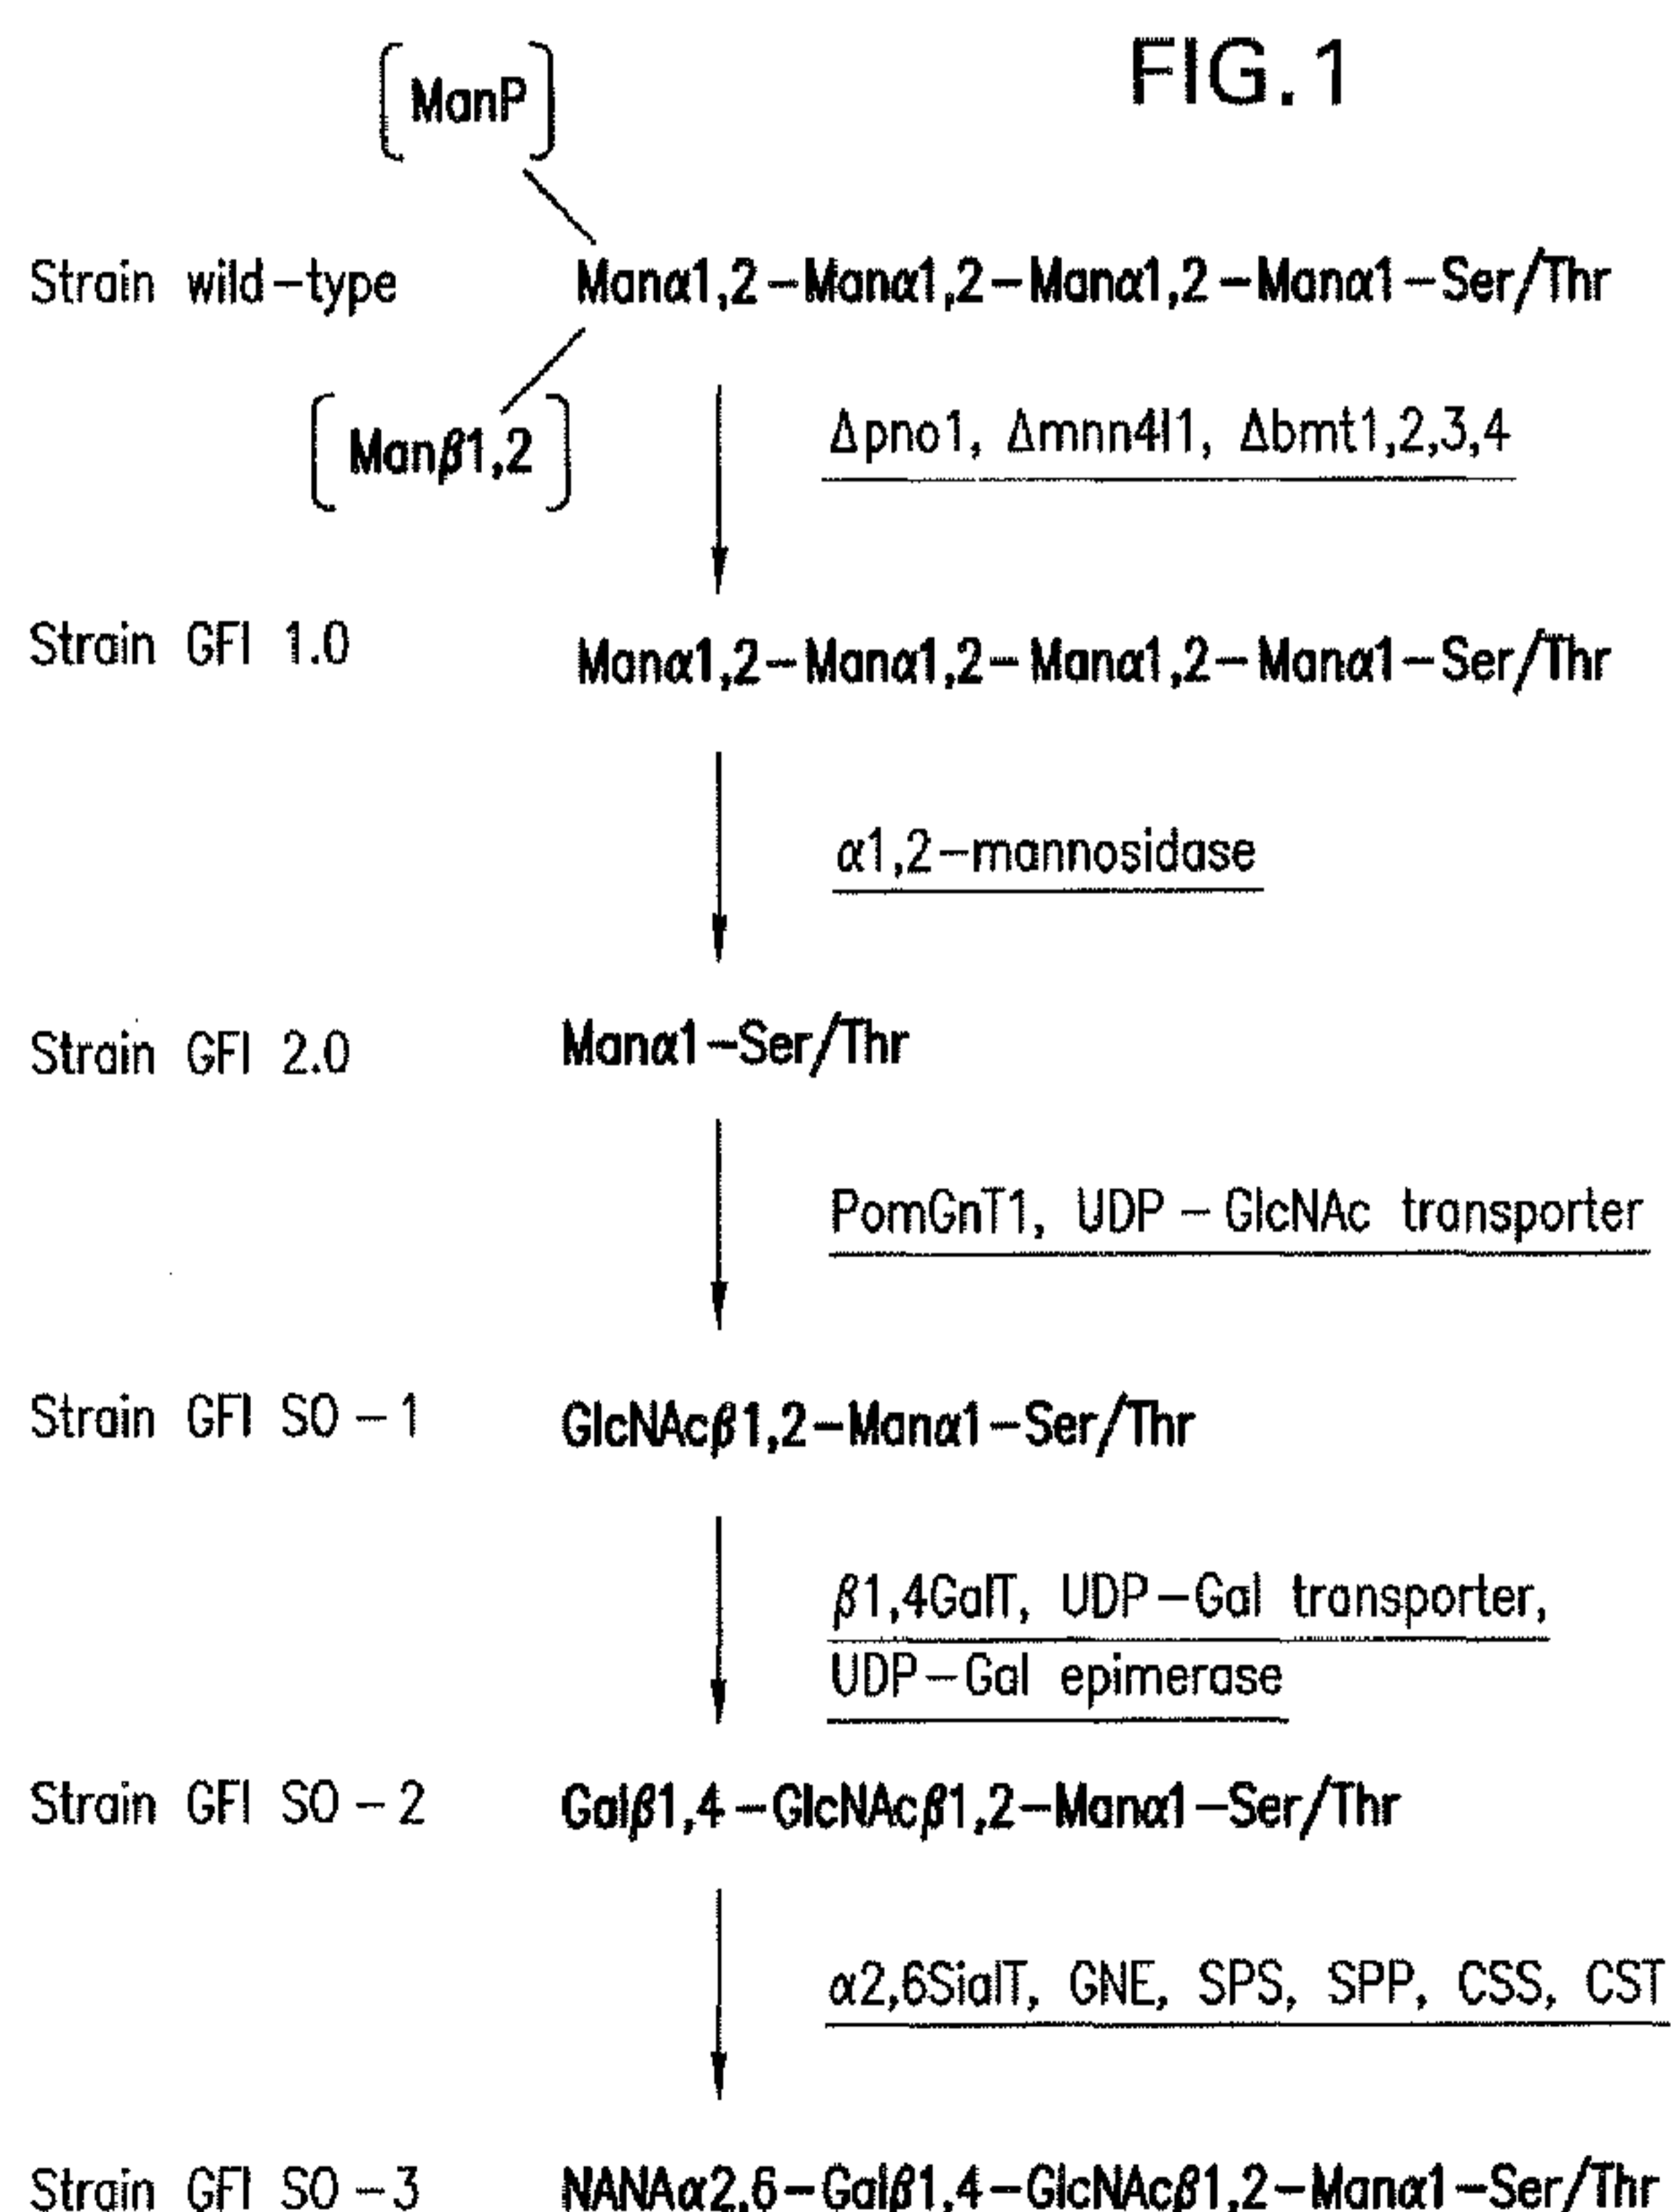 FIG.1
[ManP]
Strain wild-type Manα1,2-Manα1,2-Manα1,2-Manα1-Ser/Thr
[Manβ1,2]
Δpno1, Δmnn4l1, Δbmt1,2,3,4
Strain GFI 1.0 Manα1,2-Manα1,2-Manα1,2-Manα1-Ser/Thr
α1,2-mannosidase
Strain GFI 2.0 Manα1-Ser/Thr
PomGnT1, UDP-GlcNAc transporter
Strain GFI SO-1 GlcNAcβ1,2-Manα1-Ser/Thr
β1,4GalT, UDP-Gal transporter,
UDP-Gal epimerase
Strain GFI SO-2 Galβ1,4-GlcNAcβ1,2-Manα1-Ser/Thr
α2,6SialT, GNE, SPS, SPP, CSS, CST
Strain GFI SO-3 NANAα2,6-Galβ1,4-GlcNAcβ1,2-Manα1-Ser/Thr